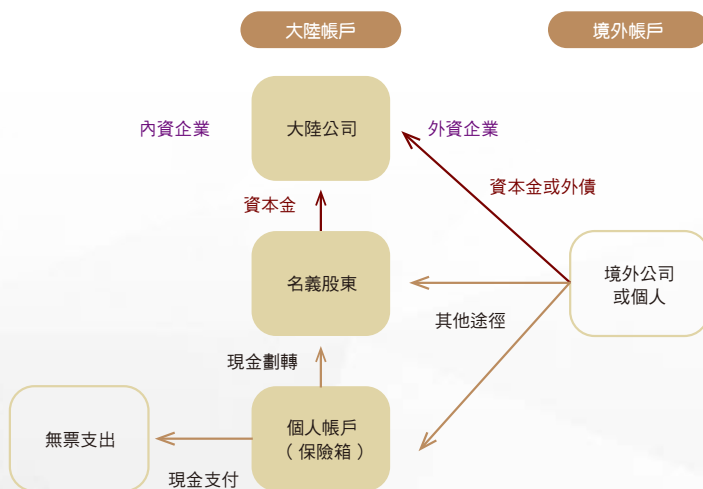 大陸帳戶
境外帳戶
內資企業
大陸公司
外資企業
資本金
資本金或外債
名義股東
境外公司
或個人
其他途徑
現金劃轉
無票支出
個人帳戶
（保險箱）
現金支付